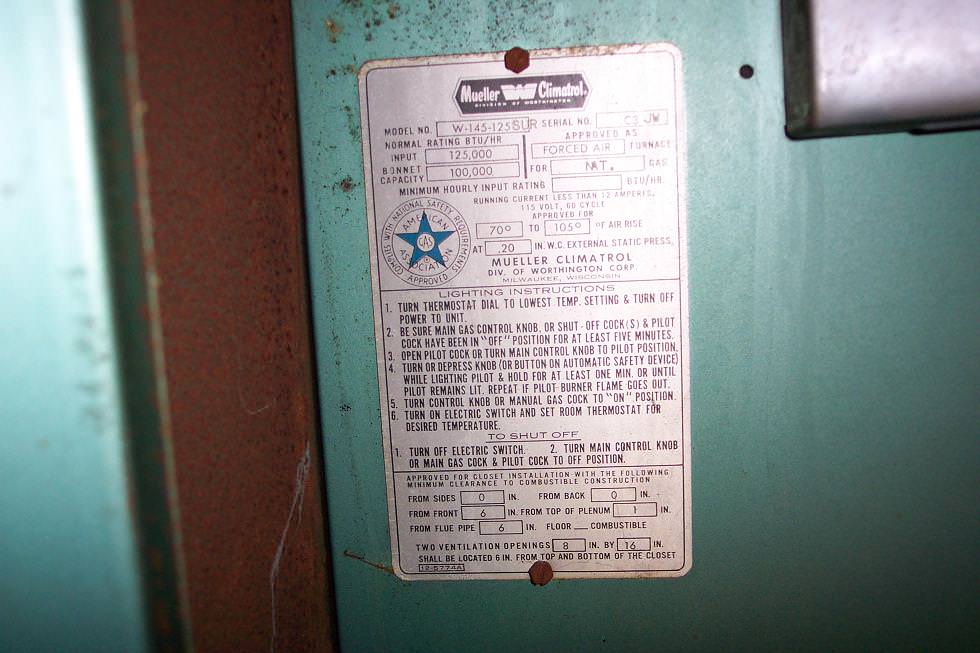 Mueller Climatrol
DIVISION OF WORTHINGTON
MODEL NO. W-145-125SUR SERIAL NO. C3 JW
NORMAL RATING BTU/HR APPROVED AS
INPUT 125,000 FORCED AIR FURNACE
BONNET CAPACITY 100,000 FOR NAT. GAS
MINIMUM HOURLY INPUT RATING BTU/HR.
RUNNING CURRENT LESS THAN 12 AMPERES,
115 VOLT, 60 CYCLE
APPROVED FOR
70° TO 105° °F AIR RISE
AT .20 IN. W.C. EXTERNAL STATIC PRESS.
COMPLIES WITH NATIONAL SAFETY REQUIREMENTS
AMERICAN
GAS
ASSOCIATION
APPROVED
MUELLER CLIMATROL
DIV. OF WORTHINGTON CORP.
MILWAUKEE, WISCONSIN
LIGHTING INSTRUCTIONS
1. TURN THERMOSTAT DIAL TO LOWEST TEMP. SETTING & TURN OFF
POWER TO UNIT.
2. BE SURE MAIN GAS CONTROL KNOB, OR SHUT-OFF COCK(S) & PILOT
COCK HAVE BEEN IN "OFF" POSITION FOR AT LEAST FIVE MINUTES.
3. OPEN PILOT COCK OR TURN MAIN CONTROL KNOB TO PILOT POSITION.
4. TURN OR DEPRESS KNOB (OR BUTTON ON AUTOMATIC SAFETY DEVICE)
WHILE LIGHTING PILOT & HOLD FOR AT LEAST ONE MIN. OR UNTIL
PILOT REMAINS LIT. REPEAT IF PILOT BURNER FLAME GOES OUT.
5. TURN CONTROL KNOB OR MANUAL GAS COCK TO "ON" POSITION.
6. TURN ON ELECTRIC SWITCH AND SET ROOM THERMOSTAT FOR
DESIRED TEMPERATURE.
TO SHUT OFF
1. TURN OFF ELECTRIC SWITCH. 2. TURN MAIN CONTROL KNOB
OR MAIN GAS COCK & PILOT COCK TO OFF POSITION.
APPROVED FOR CLOSET INSTALLATION WITH THE FOLLOWING
MINIMUM CLEARANCE TO COMBUSTIBLE CONSTRUCTION
FROM SIDES 0 IN. FROM BACK 0 IN.
FROM FRONT 6 IN. FROM TOP OF PLENUM 1 IN.
FROM FLUE PIPE 6 IN. FLOOR __ COMBUSTIBLE
TWO VENTILATION OPENINGS 8 IN. BY 16 IN.
SHALL BE LOCATED 6 IN. FROM TOP AND BOTTOM OF THE CLOSET
12-5774A